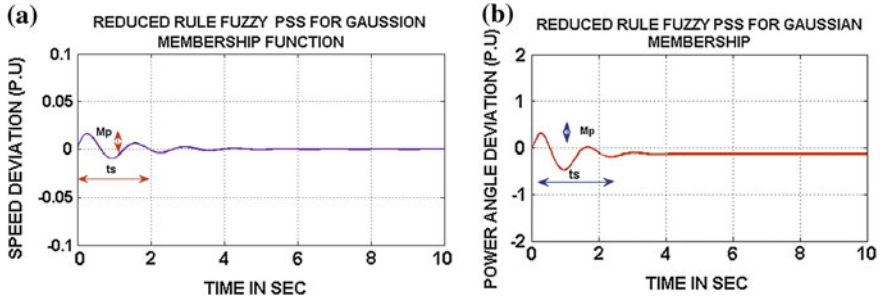 (a)
REDUCED RULE FUZZY PSS FOR GAUSSION
MEMBERSHIP FUNCTION
SPEED DEVIATION (P.U)
0.1
0.05
0
-0.05
-0.1
Mp
ts
0 2 4 6 8 10
TIME IN SEC
(b)
REDUCED RULE FUZZY PSS FOR GAUSSIAN
MEMBERSHIP
POWER ANGLE DEVIATION (P.U)
2
1
0
-1
-2
Mp
ts
0 2 4 6 8 10
TIME IN SEC